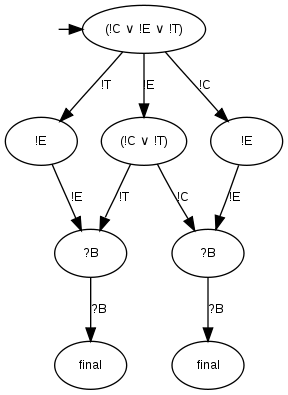 (!C ∨ !E ∨ !T)
!T !E !C
!E (!C ∨ !T) !E
!E !T !C !E
?B ?B
?B ?B
final final